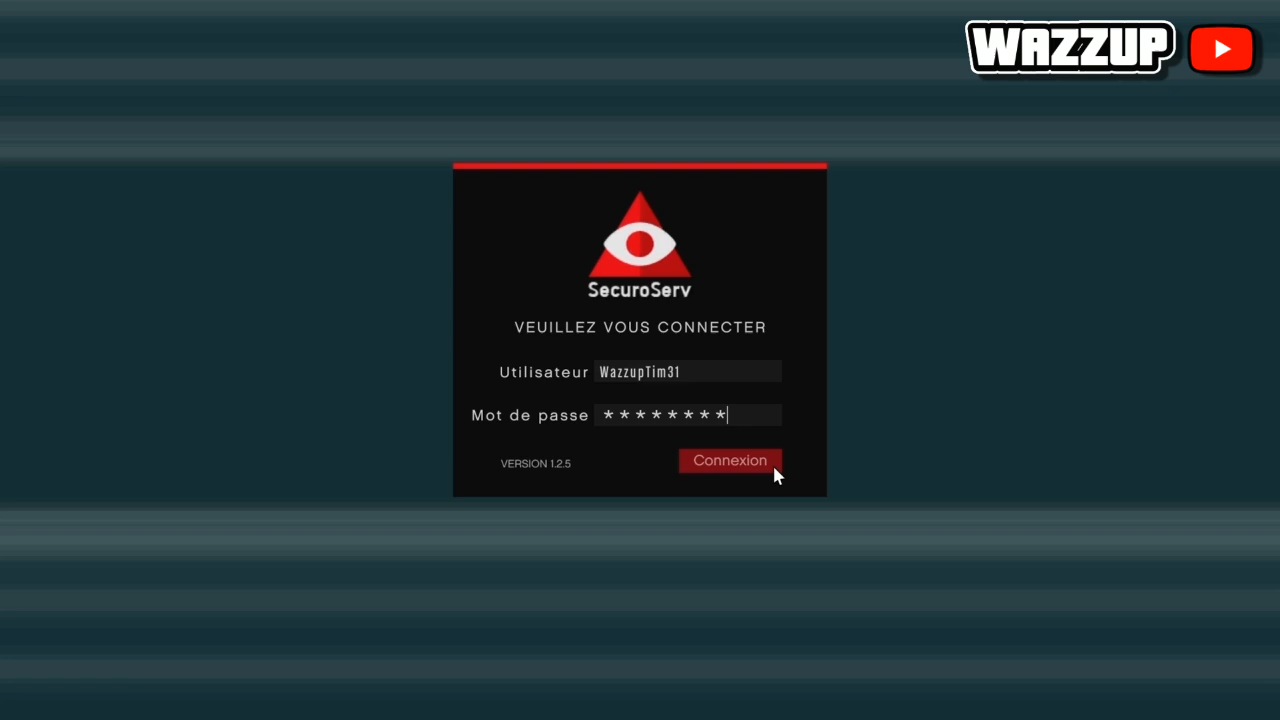 WAZZUP
SecuroServ
VEUILLEZ VOUS CONNECTER
Utilisateur WazzupTim31
Mot de passe ********
VERSION 1.2.5 Connexion